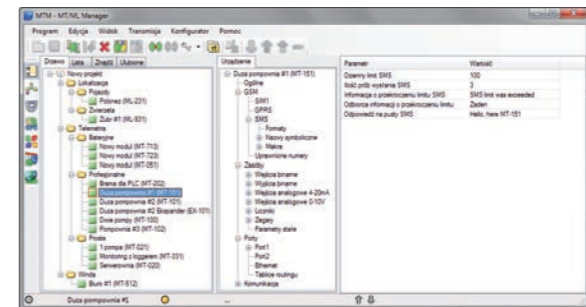 MTM - MT/ML Manager
Program Edycja Widok Transmisja Konfigurator Pomoc
Drzewo Lista Znajdź Ulubione
Nowy projekt
Lokalizacja
Pojazdy
Polonez (ML-231)
Zwierzęta
Żubr #1 (ML-931)
Telemetria
Bateryjne
Nowy moduł (MT-713)
Nowy moduł (MT-723)
Nowy moduł (MT-051)
Profesjonalne
Brama dla PLC (MT-202)
Duża pompownia #1 (MT-151)
Duża pompownia #2 (MT-101)
Duża pompownia #2 Ekspander (EX-101)
Dwie pompy (MT-100)
Pompownia #3 (MT-102)
Proste
1 pompa (MT-021)
Monitoring z loggerem (MT-331)
Serwerownia (MT-020)
Winda
Biuro #1 (MT-512)
Urządzenie
Duża pompownia #1 (MT-151)
Ogólne
GSM
SIM1
GPRS
SMS
Formaty
Nazwy symboliczne
Makra
Uprawnione numery
Zasoby
Wejścia binarne
Wyjścia binarne
Wejścia analogowe 4-20mA
Wejścia analogowe 0-10V
Liczniki
Zegary
Parametry stałe
Porty
Port1
Port2
Ethernet
Tablice routingu
Komunikacja
Parametr Wartość
Dzienny limit SMS 100
Ilość prób wysłania SMS 3
Informacja o przekroczeniu limitu SMS SMS limit was exceeded
Odbiorca informacji o przekroczeniu limitu Żaden
Odpowiedź na pusty SMS Hello, here MT-151
Duża pompownia #1